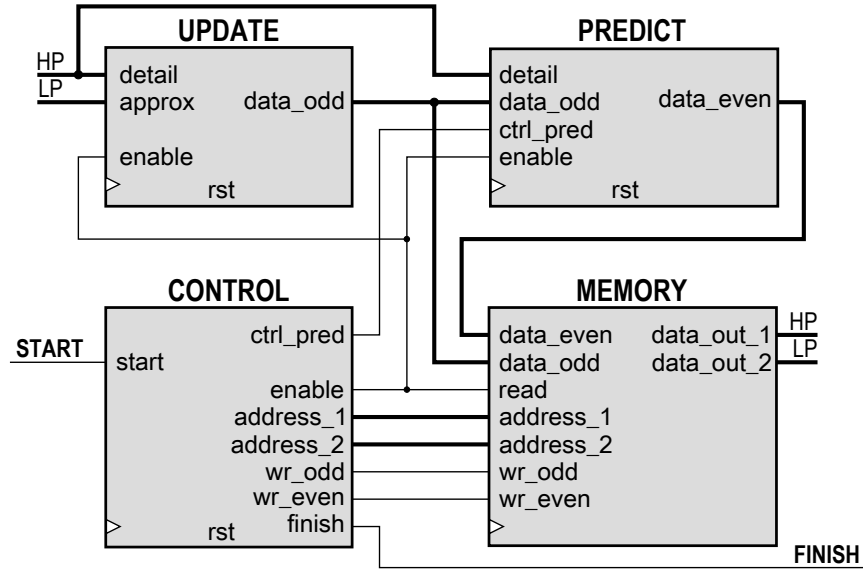 UPDATE
PREDICT
HP
LP
detail
approx
data_odd
enable
rst
detail
data_odd
ctrl_pred
enable
data_even
rst
CONTROL
MEMORY
START
start
ctrl_pred
enable
address_1
address_2
wr_odd
wr_even
finish
rst
data_even
data_odd
read
address_1
address_2
wr_odd
wr_even
data_out_1
data_out_2
HP
LP
FINISH